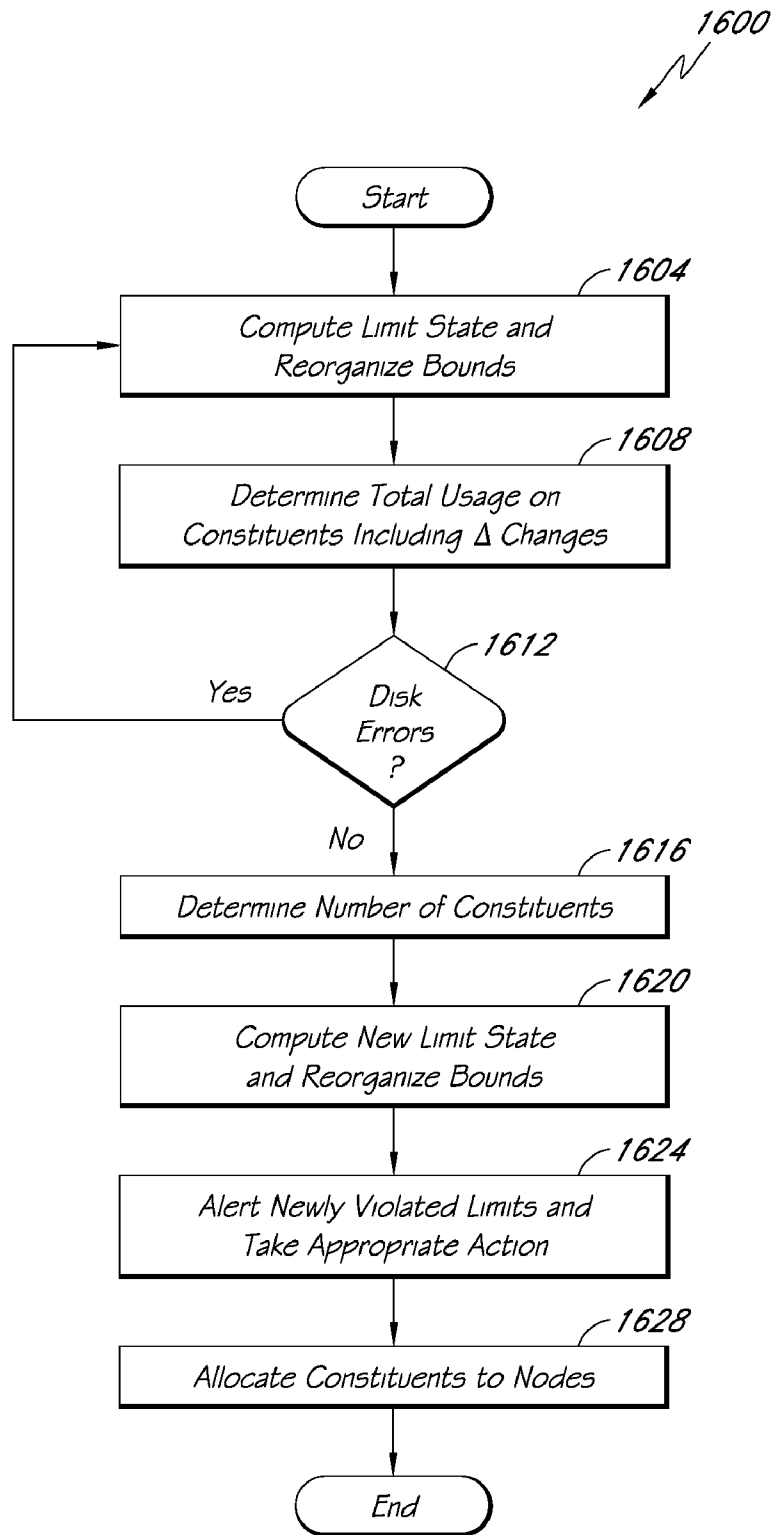 1600
Start
1604
Compute Limit State and
Reorganize Bounds
1608
Determine Total Usage on
Constituents Including Δ Changes
1612
Yes
Disk
Errors
?
No
1616
Determine Number of Constituents
1620
Compute New Limit State
and Reorganize Bounds
1624
Alert Newly Violated Limits and
Take Appropriate Action
1628
Allocate Constituents to Nodes
End